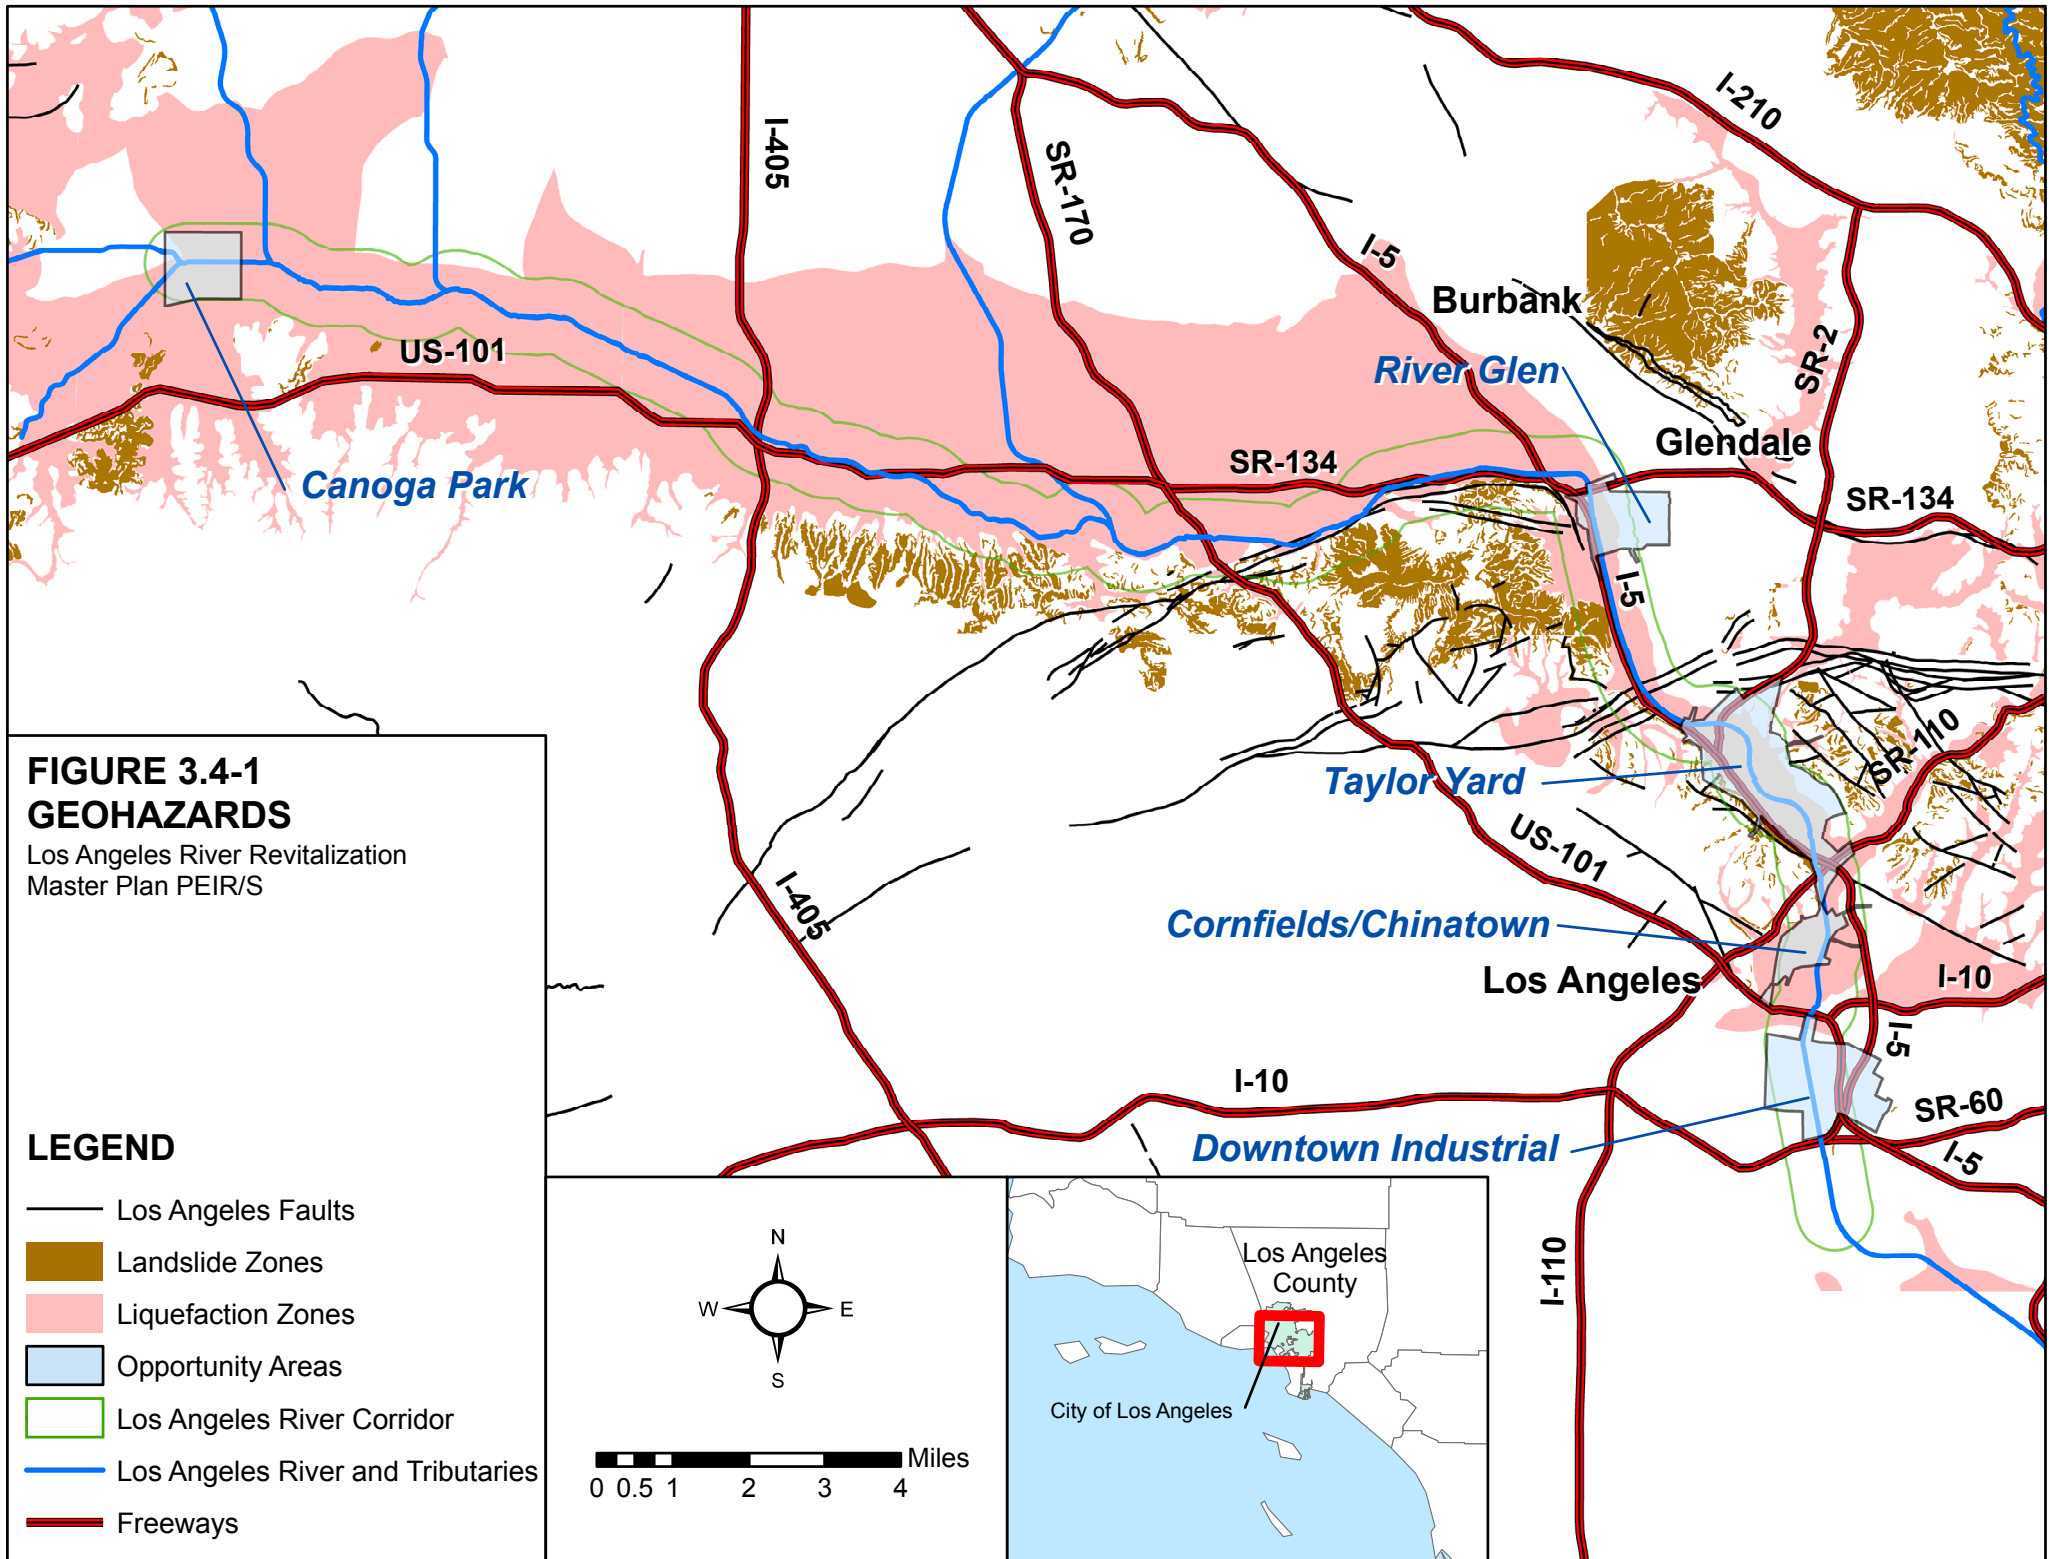 I-210
I-405
SR-170
I-5
Burbank
River Glen
SR-2
US-101
Glendale
SR-134
Canoga Park
SR-134
I-5
SR-110
Taylor Yard
US-101
I-405
Cornfields/Chinatown
Los Angeles
I-10
I-5
I-10
SR-60
Downtown Industrial
I-5
I-110
FIGURE 3.4-1
GEOHAZARDS
Los Angeles River Revitalization
Master Plan PEIR/S
LEGEND
Los Angeles Faults
Landslide Zones
Liquefaction Zones
Opportunity Areas
Los Angeles River Corridor
Los Angeles River and Tributaries
Freeways
N
W
E
S
Miles
0 0.5 1 2 3 4
Los Angeles
County
City of Los Angeles